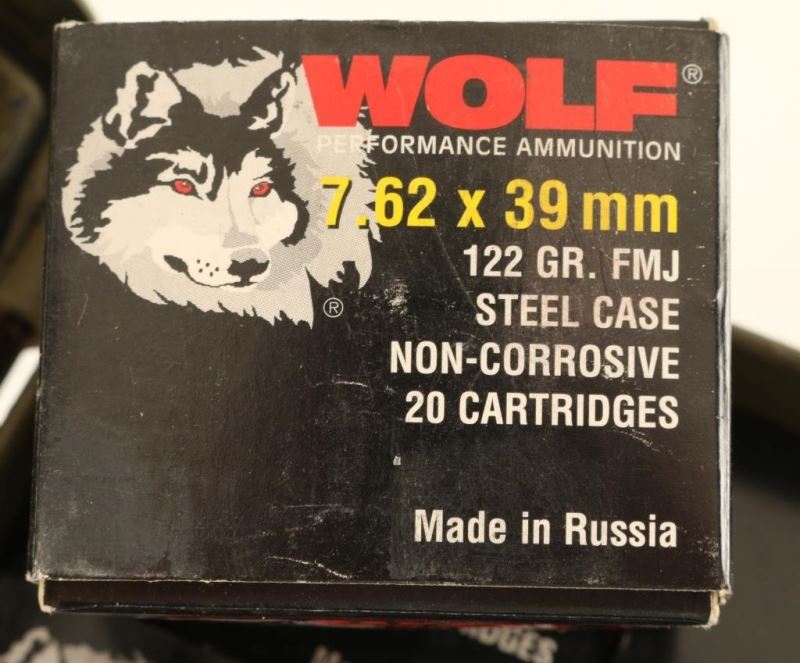 WOLF®
PERFORMANCE AMMUNITION
7.62 x 39 mm
122 GR. FMJ
®
STEEL CASE
NON-CORROSIVE
20 CARTRIDGES
Made in Russia